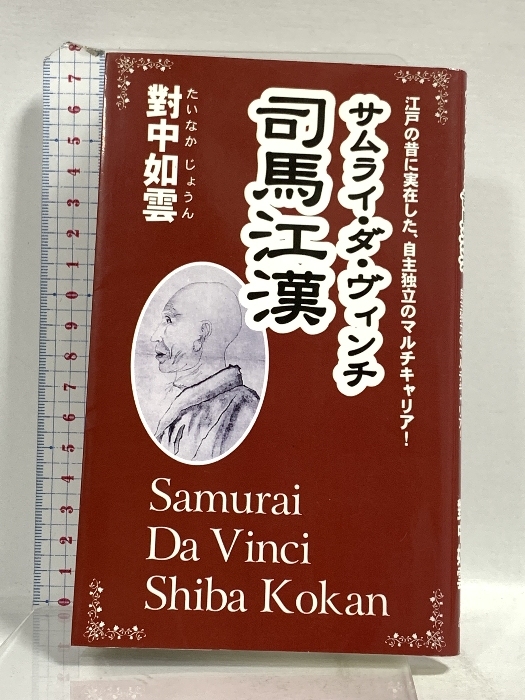 江戸の昔に実在した、自主独立のマルチキャリア!
サムライ・ダ・ヴィンチ
司馬江漢
對中如雲
たいなか じょうん
Samurai
Da Vinci
Shiba Kokan